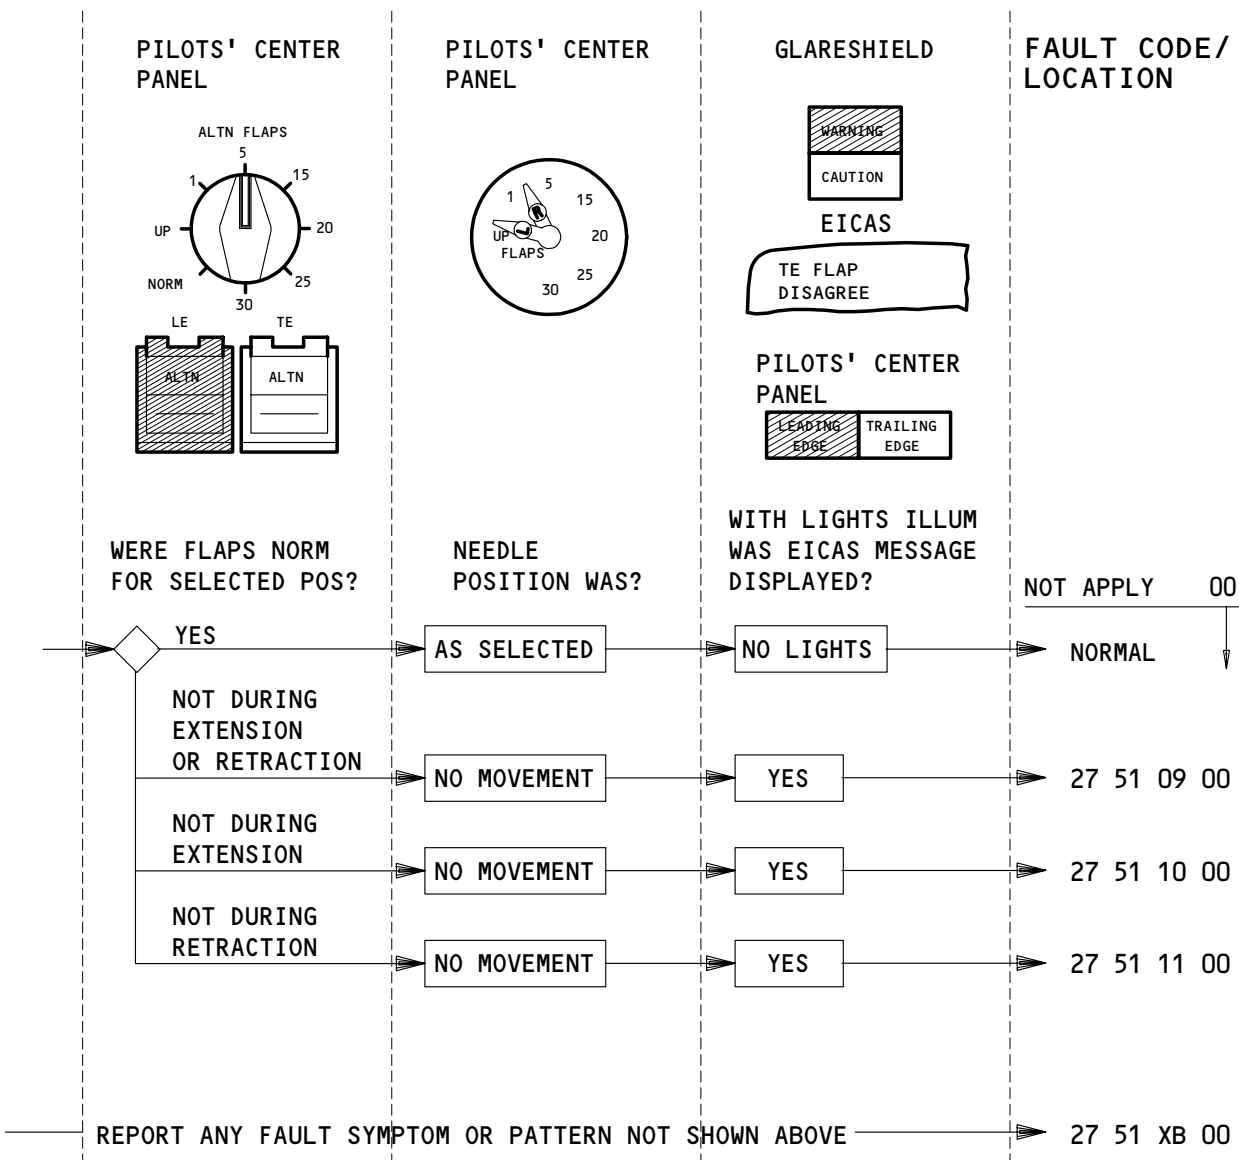 PILOTS' CENTER
PANEL
ALTN FLAPS
5
1
15
UP
20
NORM
25
30
LE
TE
ALTN
ALTN
PILOTS' CENTER
PANEL
5
1
15
R
UP
L
20
FLAPS
25
30
GLARESHIELD
WARNING
CAUTION
EICAS
TE FLAP
DISAGREE
PILOTS' CENTER
PANEL
LEADING
EDGE
TRAILING
EDGE
FAULT CODE/
LOCATION
WERE FLAPS NORM
FOR SELECTED POS?
NEEDLE
POSITION WAS?
WITH LIGHTS ILLUM
WAS EICAS MESSAGE
DISPLAYED?
NOT APPLY 00
YES
AS SELECTED
NO LIGHTS
NORMAL
NOT DURING
EXTENSION
OR RETRACTION
NO MOVEMENT
YES
27 51 09 00
NOT DURING
EXTENSION
NO MOVEMENT
YES
27 51 10 00
NOT DURING
RETRACTION
NO MOVEMENT
YES
27 51 11 00
REPORT ANY FAULT SYMPTOM OR PATTERN NOT SHOWN ABOVE
27 51 XB 00